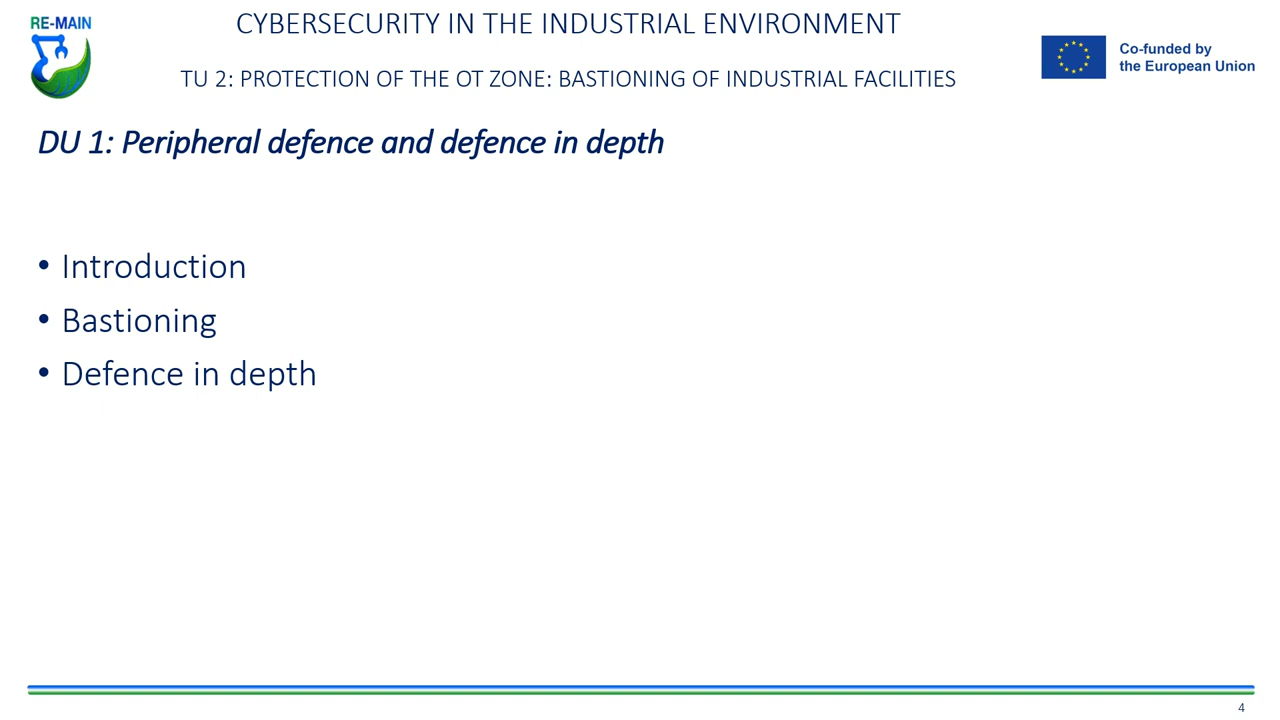 RE-MAIN
CYBERSECURITY IN THE INDUSTRIAL ENVIRONMENT
TU 2: PROTECTION OF THE OT ZONE: BASTIONING OF INDUSTRIAL FACILITIES
Co-funded by
the European Union
DU 1: Peripheral defence and defence in depth
• Introduction
• Bastioning
• Defence in depth
4